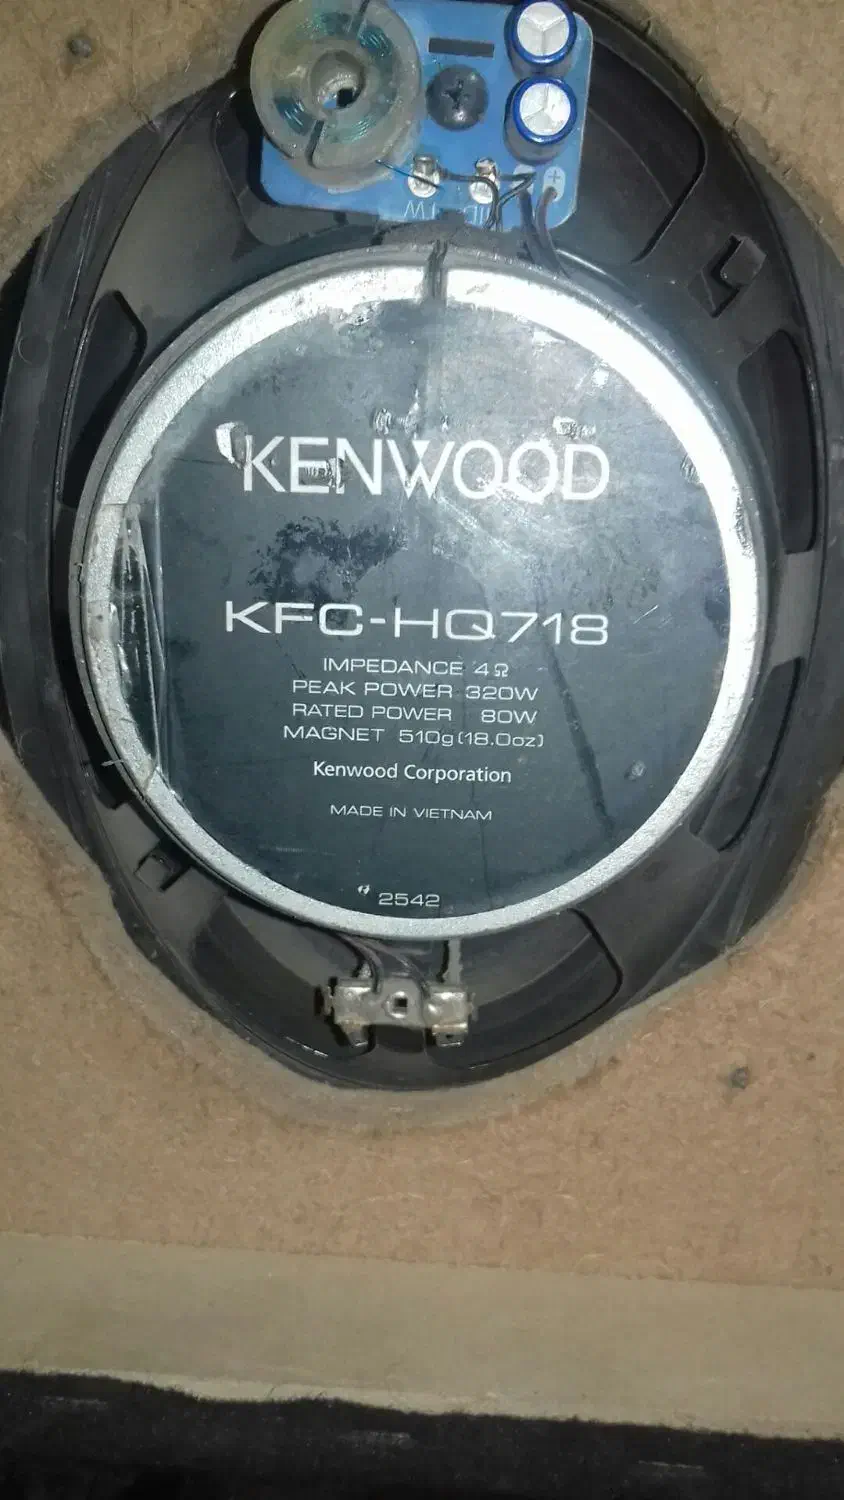 +
TW
KENWOOD
KFC-HQ718
IMPEDANCE 4Ω
PEAK POWER 320W
RATED POWER 80W
MAGNET 510g(18.0oz)
Kenwood Corporation
MADE IN VIETNAM
2542